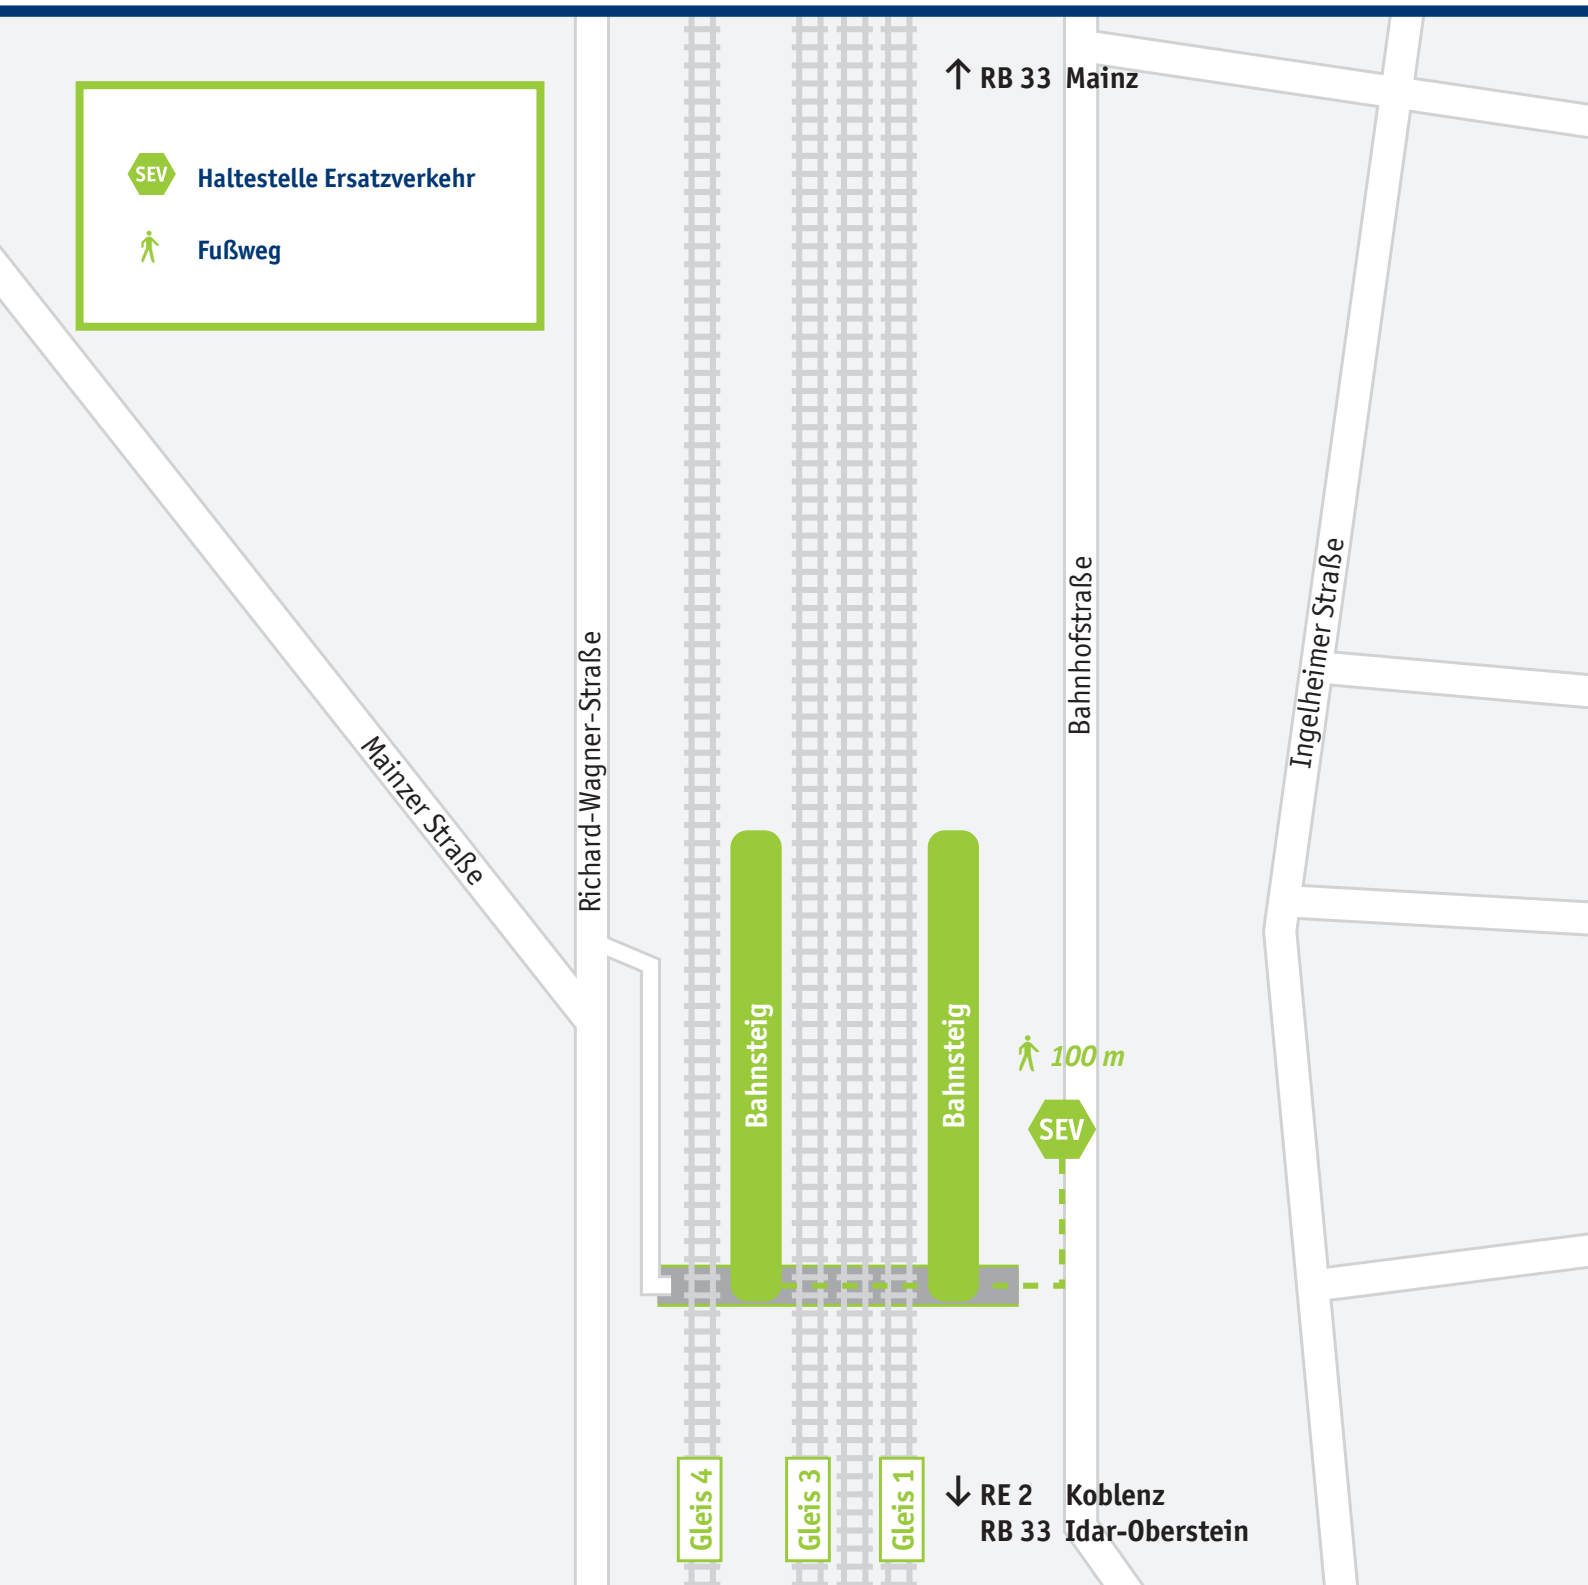 ↑ RB 33 Mainz
SEV Haltestelle Ersatzverkehr
Fußweg
Mainzer Straße
Richard-Wagner-Straße
Bahnhofstraße
Ingelheimer Straße
Bahnsteig
Bahnsteig
100 m
SEV
Gleis 4
Gleis 3
Gleis 1
↓ RE 2 Koblenz
RB 33 Idar-Oberstein